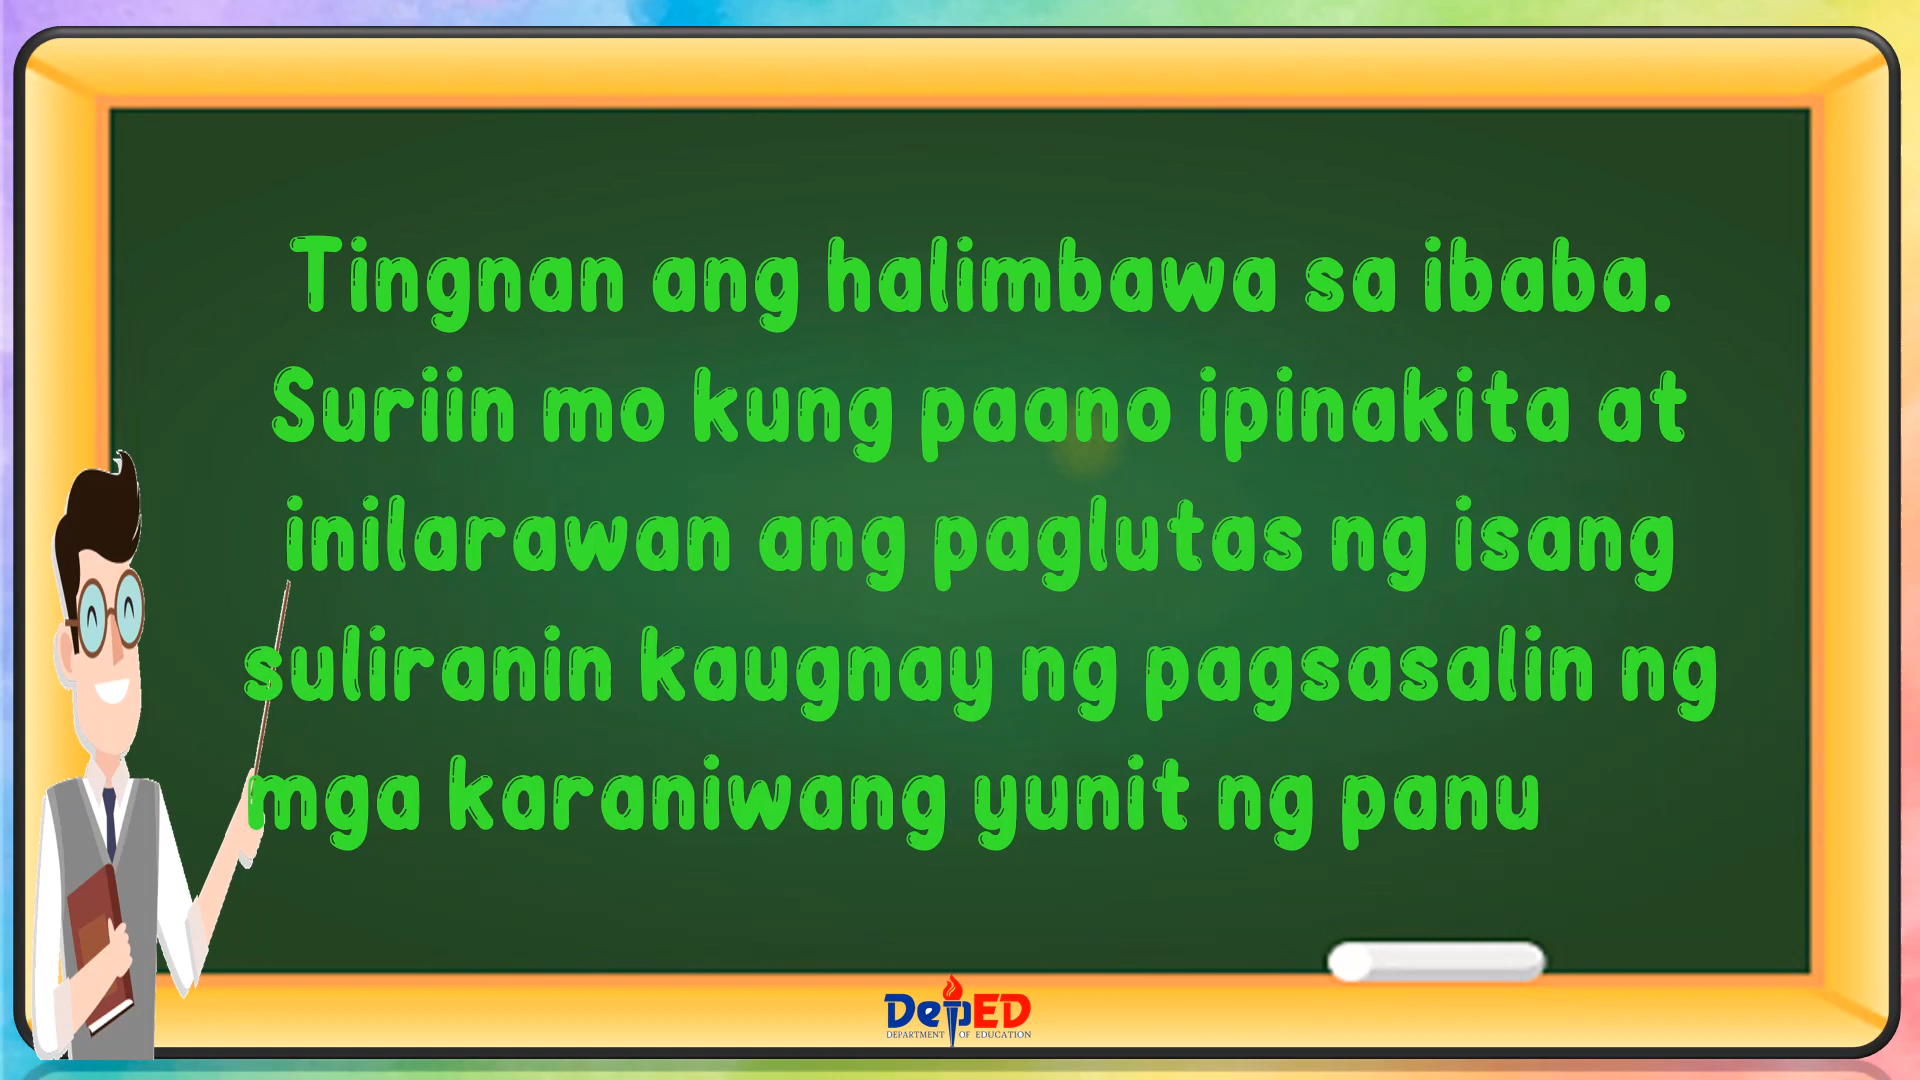 Tingnan ang halimbawa sa ibaba.
Suriin mo kung paano ipinakita at
inilarawan ang paglutas ng isang
suliranin kaugnay ng pagsasalin ng
mga karaniwang yunit ng panu
DepED
DEPARTMENT OF EDUCATION